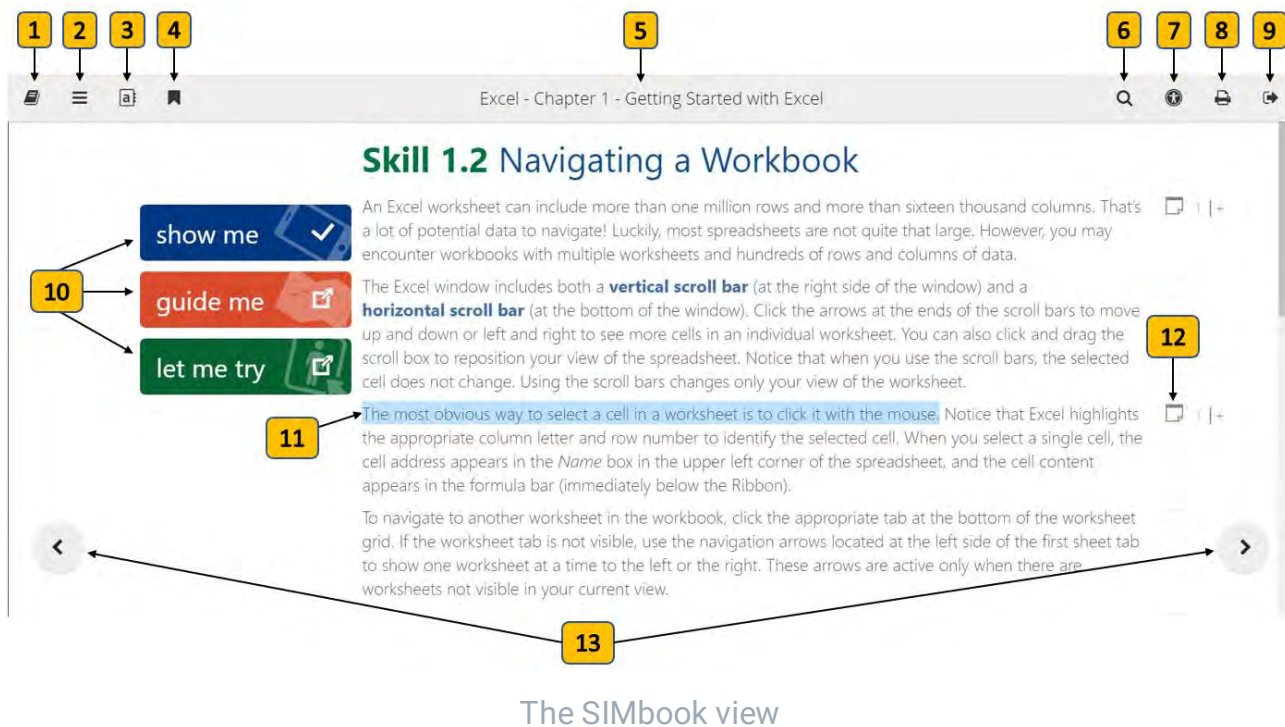 1 2 3 4 5 6 7 8 9
a
Excel - Chapter 1 - Getting Started with Excel
Skill 1.2 Navigating a Workbook
An Excel worksheet can include more than one million rows and more than sixteen thousand columns. That's
a lot of potential data to navigate! Luckily, most spreadsheets are not quite that large. However, you may
encounter workbooks with multiple worksheets and hundreds of rows and columns of data.
1 | +
show me
10
guide me
let me try
The Excel window includes both a vertical scroll bar (at the right side of the window) and a
horizontal scroll bar (at the bottom of the window). Click the arrows at the ends of the scroll bars to move
up and down or left and right to see more cells in an individual worksheet. You can also click and drag the
scroll box to reposition your view of the spreadsheet. Notice that when you use the scroll bars, the selected
cell does not change. Using the scroll bars changes only your view of the worksheet.
12
11
The most obvious way to select a cell in a worksheet is to click it with the mouse. Notice that Excel highlights
the appropriate column letter and row number to identify the selected cell. When you select a single cell, the
cell address appears in the Name box in the upper left corner of the spreadsheet, and the cell content
appears in the formula bar (immediately below the Ribbon).
1 | +
To navigate to another worksheet in the workbook, click the appropriate tab at the bottom of the worksheet
grid. If the worksheet tab is not visible, use the navigation arrows located at the left side of the first sheet tab
to show one worksheet at a time to the left or the right. These arrows are active only when there are
worksheets not visible in your current view.
13
The SIMbook view